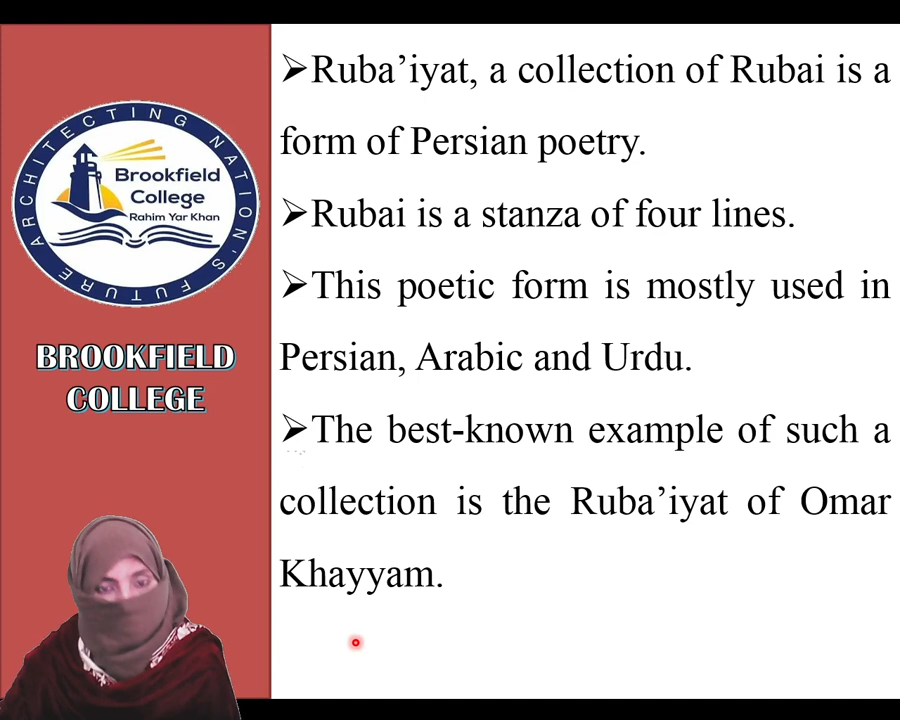 ARCHITECTING NATION'S FUTURE
Brookfield
College
Rahim Yar Khan
BROOKFIELD
COLLEGE
➢Ruba’iyat, a collection of Rubai is a
form of Persian poetry.
➢Rubai is a stanza of four lines.
➢This poetic form is mostly used in
Persian, Arabic and Urdu.
➢The best-known example of such a
collection is the Ruba’iyat of Omar
Khayyam.